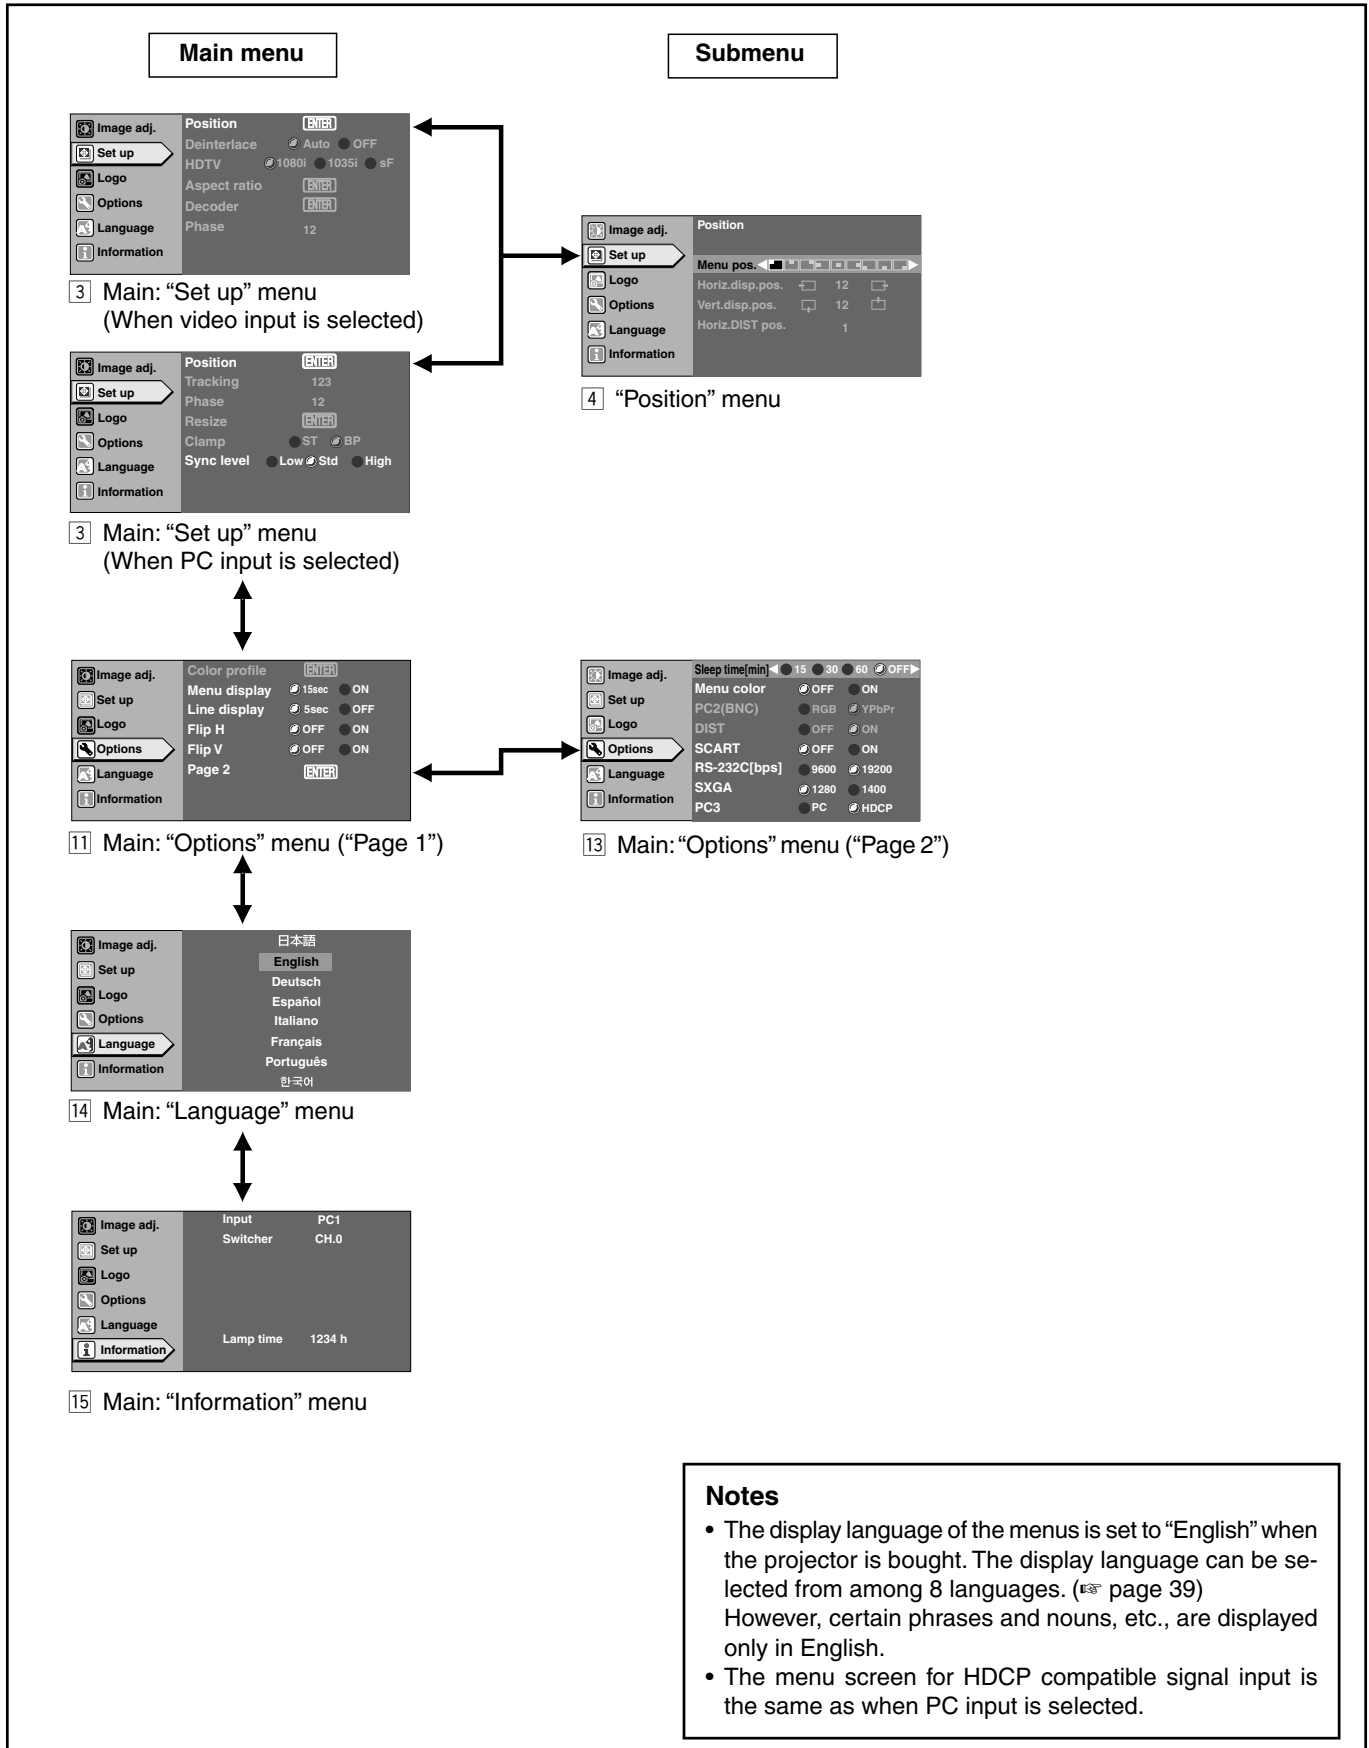 Main menu
Submenu
Image adj.
Set up
Logo
Options
Language
Information
Position ENTER
Deinterlace Auto OFF
HDTV 1080i 1035i sF
Aspect ratio ENTER
Decoder ENTER
Phase 12
3 Main: “Set up” menu
(When video input is selected)
Image adj.
Set up
Logo
Options
Language
Information
Position
Menu pos.
Horiz.disp.pos. 12
Vert.disp.pos. 12
Horiz.DIST pos. 1
4 “Position” menu
Image adj.
Set up
Logo
Options
Language
Information
Position ENTER
Tracking 123
Phase 12
Resize ENTER
Clamp ST BP
Sync level Low Std High
3 Main: “Set up” menu
(When PC input is selected)
Image adj.
Set up
Logo
Options
Language
Information
Color profile ENTER
Menu display 15sec ON
Line display 5sec OFF
Flip H OFF ON
Flip V OFF ON
Page 2 ENTER
11 Main: “Options” menu (“Page 1”)
Image adj.
Set up
Logo
Options
Language
Information
Sleep time[min] 15 30 60 OFF
Menu color OFF ON
PC2(BNC) RGB YPbPr
DIST OFF ON
SCART OFF ON
RS-232C[bps] 9600 19200
SXGA 1280 1400
PC3 PC HDCP
13 Main: “Options” menu (“Page 2”)
Image adj.
Set up
Logo
Options
Language
Information
日本語
English
Deutsch
Español
Italiano
Français
Português
한국어
14 Main: “Language” menu
Image adj.
Set up
Logo
Options
Language
Information
Input PC1
Switcher CH.0
Lamp time 1234 h
15 Main: “Information” menu
Notes
• The display language of the menus is set to “English” when
the projector is bought. The display language can be se-
lected from among 8 languages. (☞ page 39)
However, certain phrases and nouns, etc., are displayed
only in English.
• The menu screen for HDCP compatible signal input is
the same as when PC input is selected.